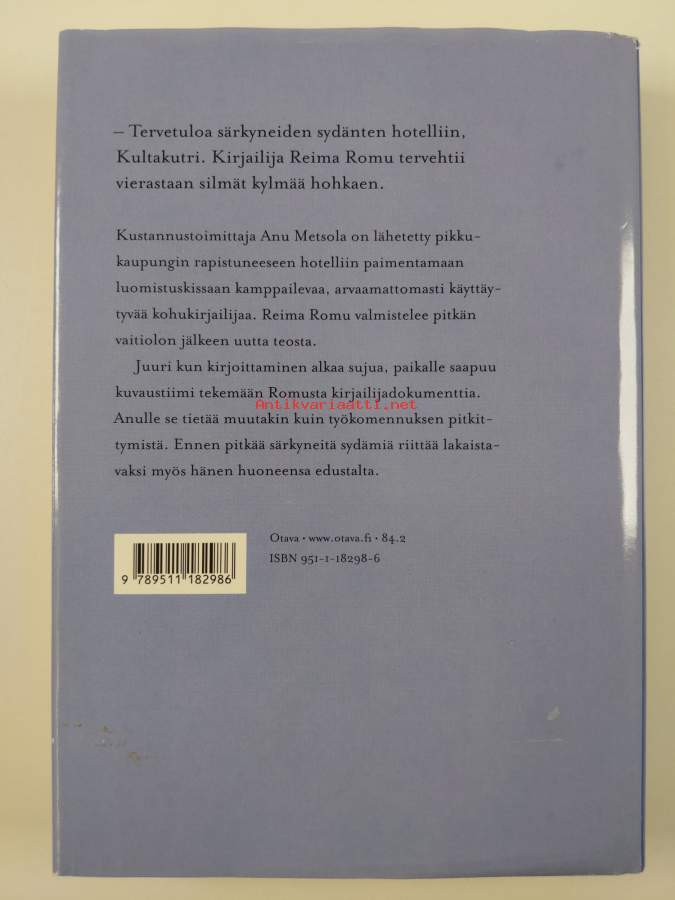 – Tervetuloa särkyneiden sydänten hotelliin,
Kultakutri. Kirjailija Reima Romu tervehtii
vierastaan silmät kylmää hohkaen.
Kustannustoimittaja Anu Metsola on lähetetty pikku-
kaupungin rapistuneeseen hotelliin paimentamaan
luomistuskissaan kamppailevaa, arvaamattomasti käyttäy-
tyvää kohukirjailijaa. Reima Romu valmistelee pitkän
vaitiolon jälkeen uutta teosta.
Juuri kun kirjoittaminen alkaa sujua, paikalle saapuu
kuvaustiimi tekemään Romusta kirjailijadokumenttia.
Antikvariaatti.net
Anulle se tietää muutakin kuin työkomennuksen pitkit-
tymistä. Ennen pitkää särkyneitä sydämiä riittää lakaista-
vaksi myös hänen huoneensa edustalta.
Otava • www.otava.fi • 84.2
ISBN 951-1-18298-6
9 789511 182986